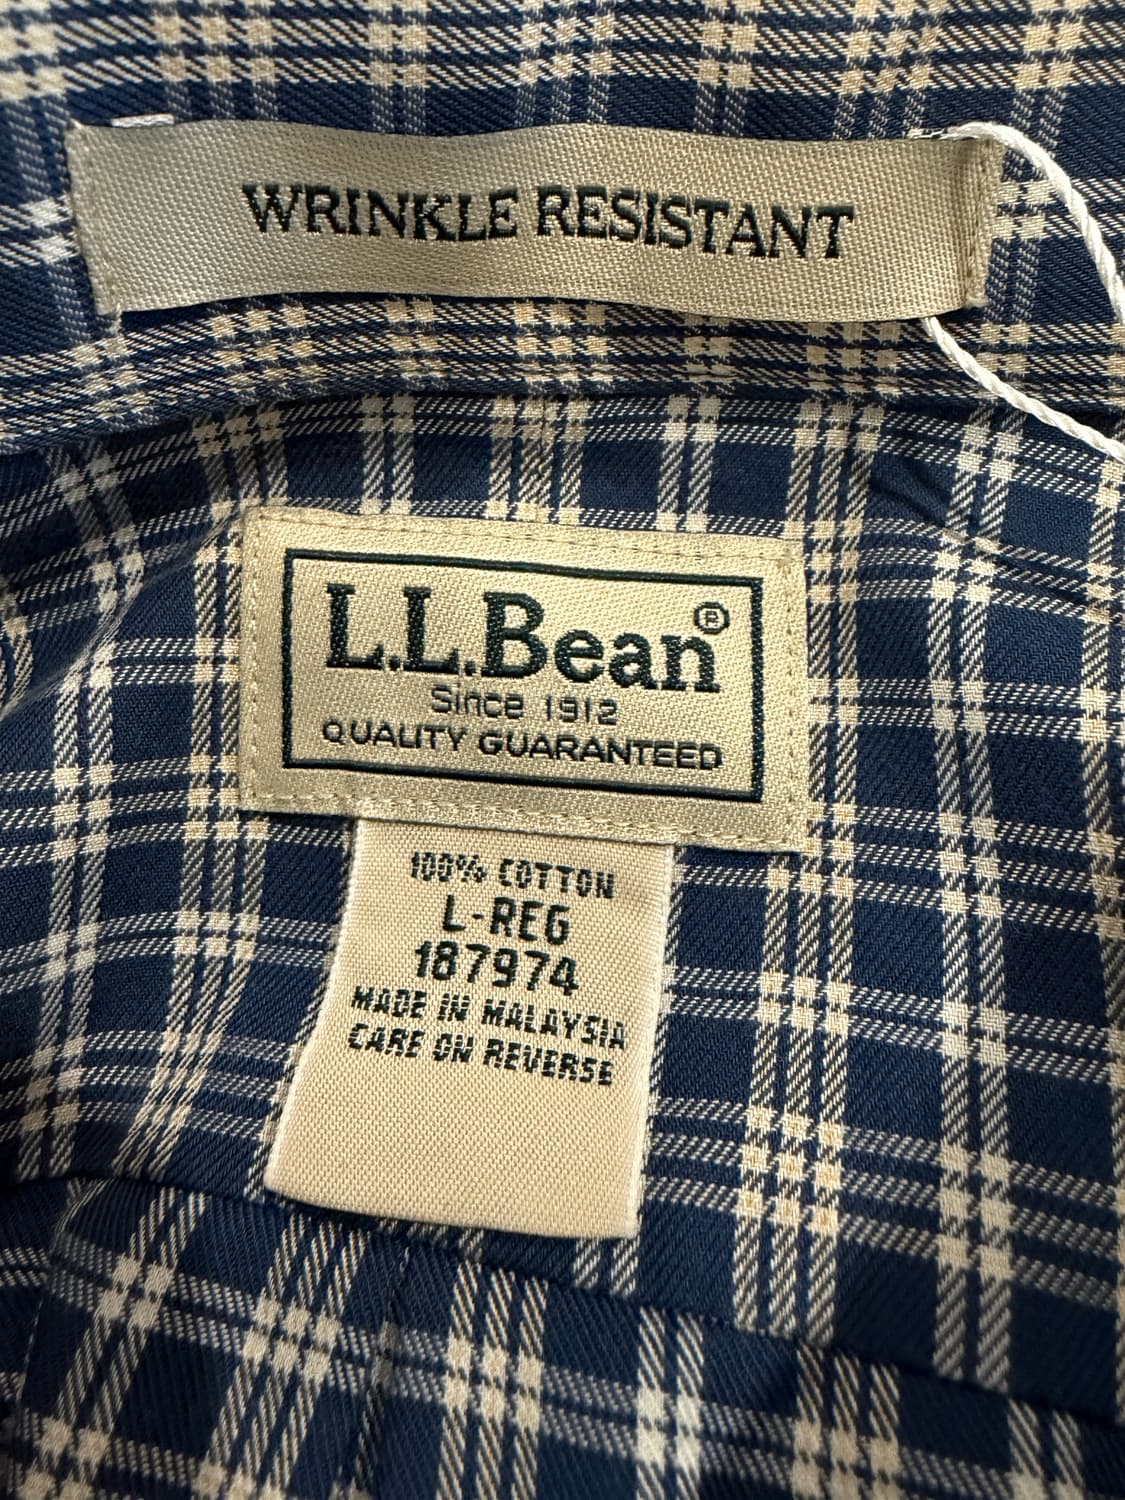 WRINKLE RESISTANT
L.L.Bean®
Since 1912
QUALITY GUARANTEED
100% COTTON
L-REG
187974
MADE IN MALAYSIA
CARE ON REVERSE